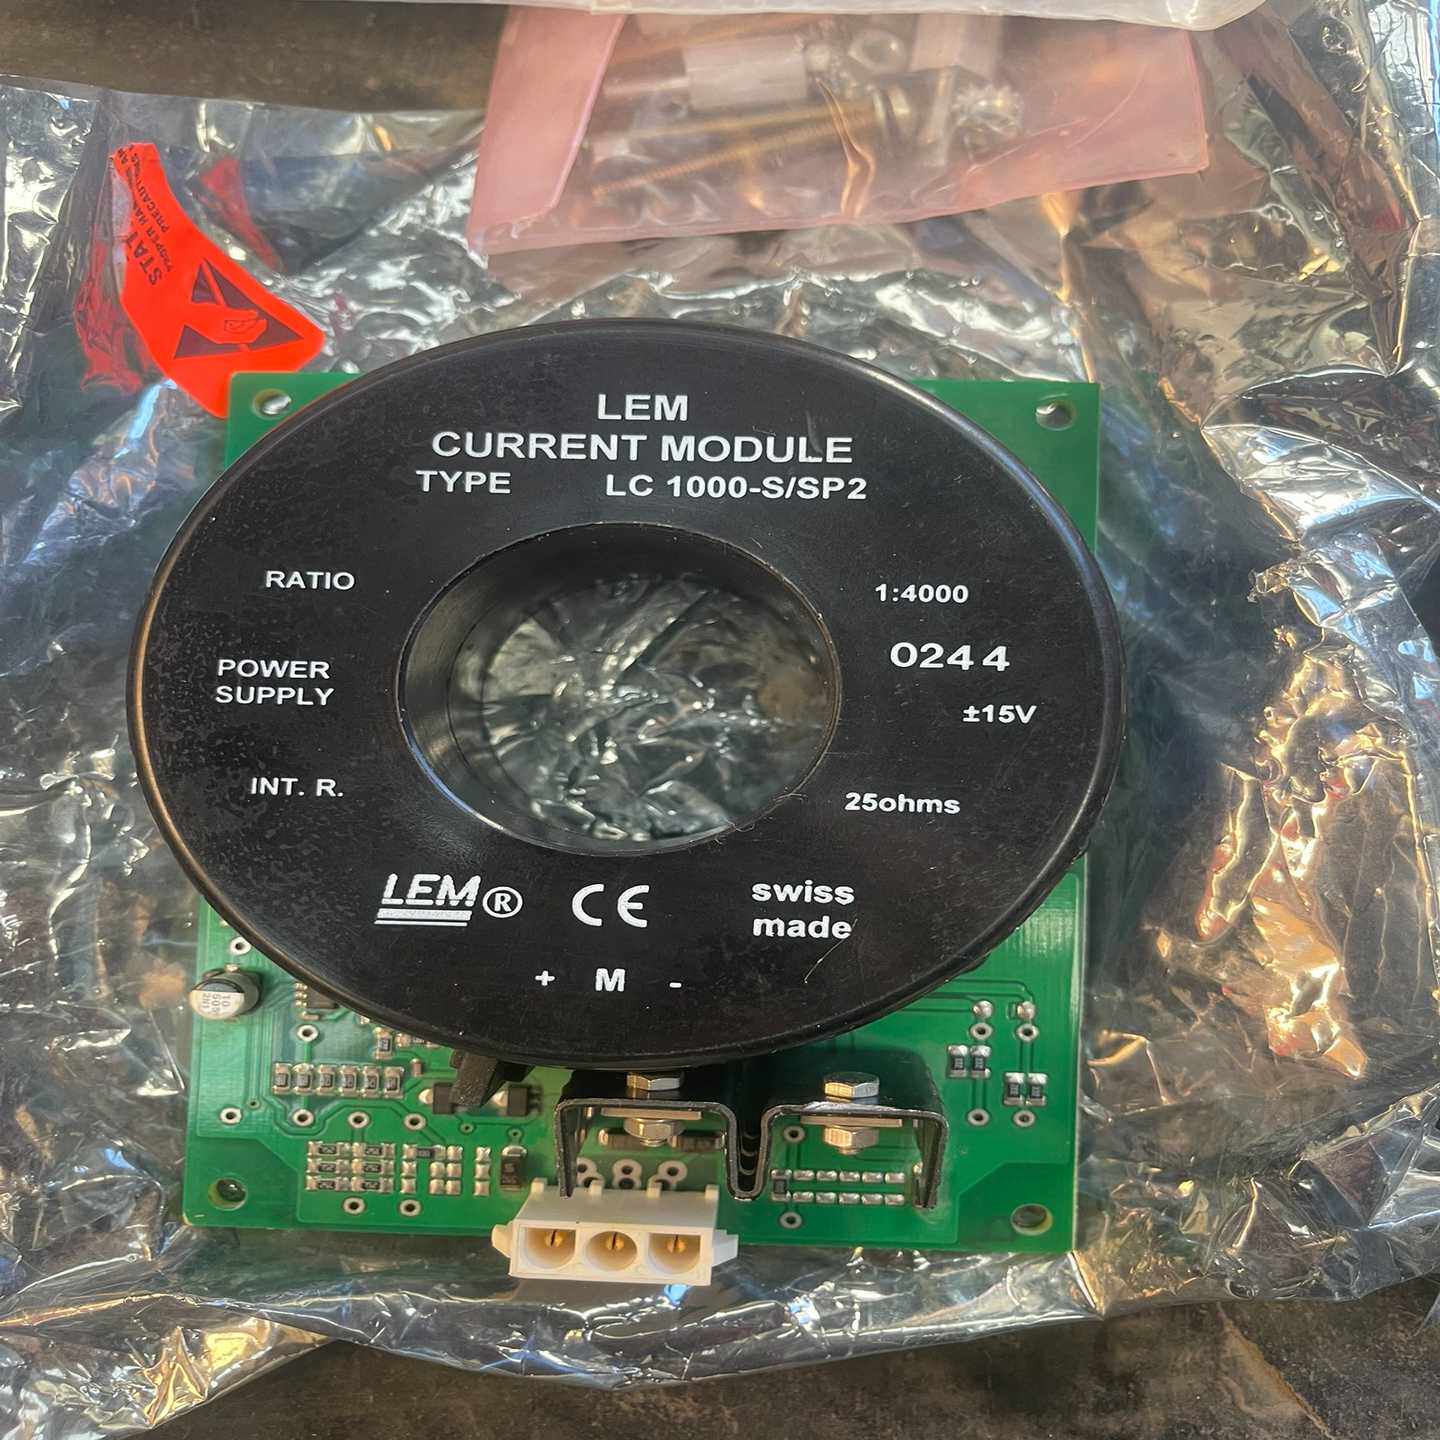 PRECAUTIONS
LEM
CURRENT MODULE
TYPE LC 1000-S/SP2
RATIO 1:4000
0244
POWER
SUPPLY ±15V
INT. R. 25ohms
LEM® CE swiss
made
+ M -